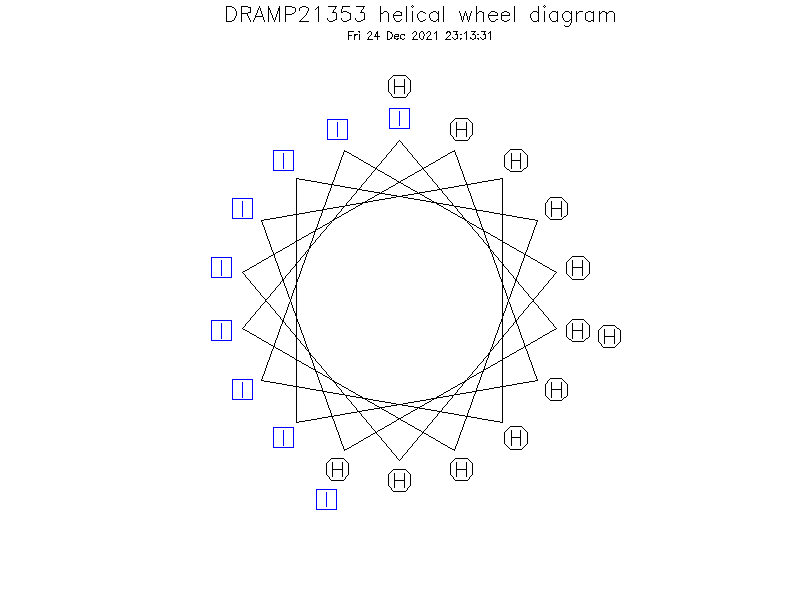 DRAMP21353 helical wheel diagram
Fri 24 Dec 2021 23:13:31
H
I
I H
I H
I H
I H
I H H
I H
I H
H H H
I